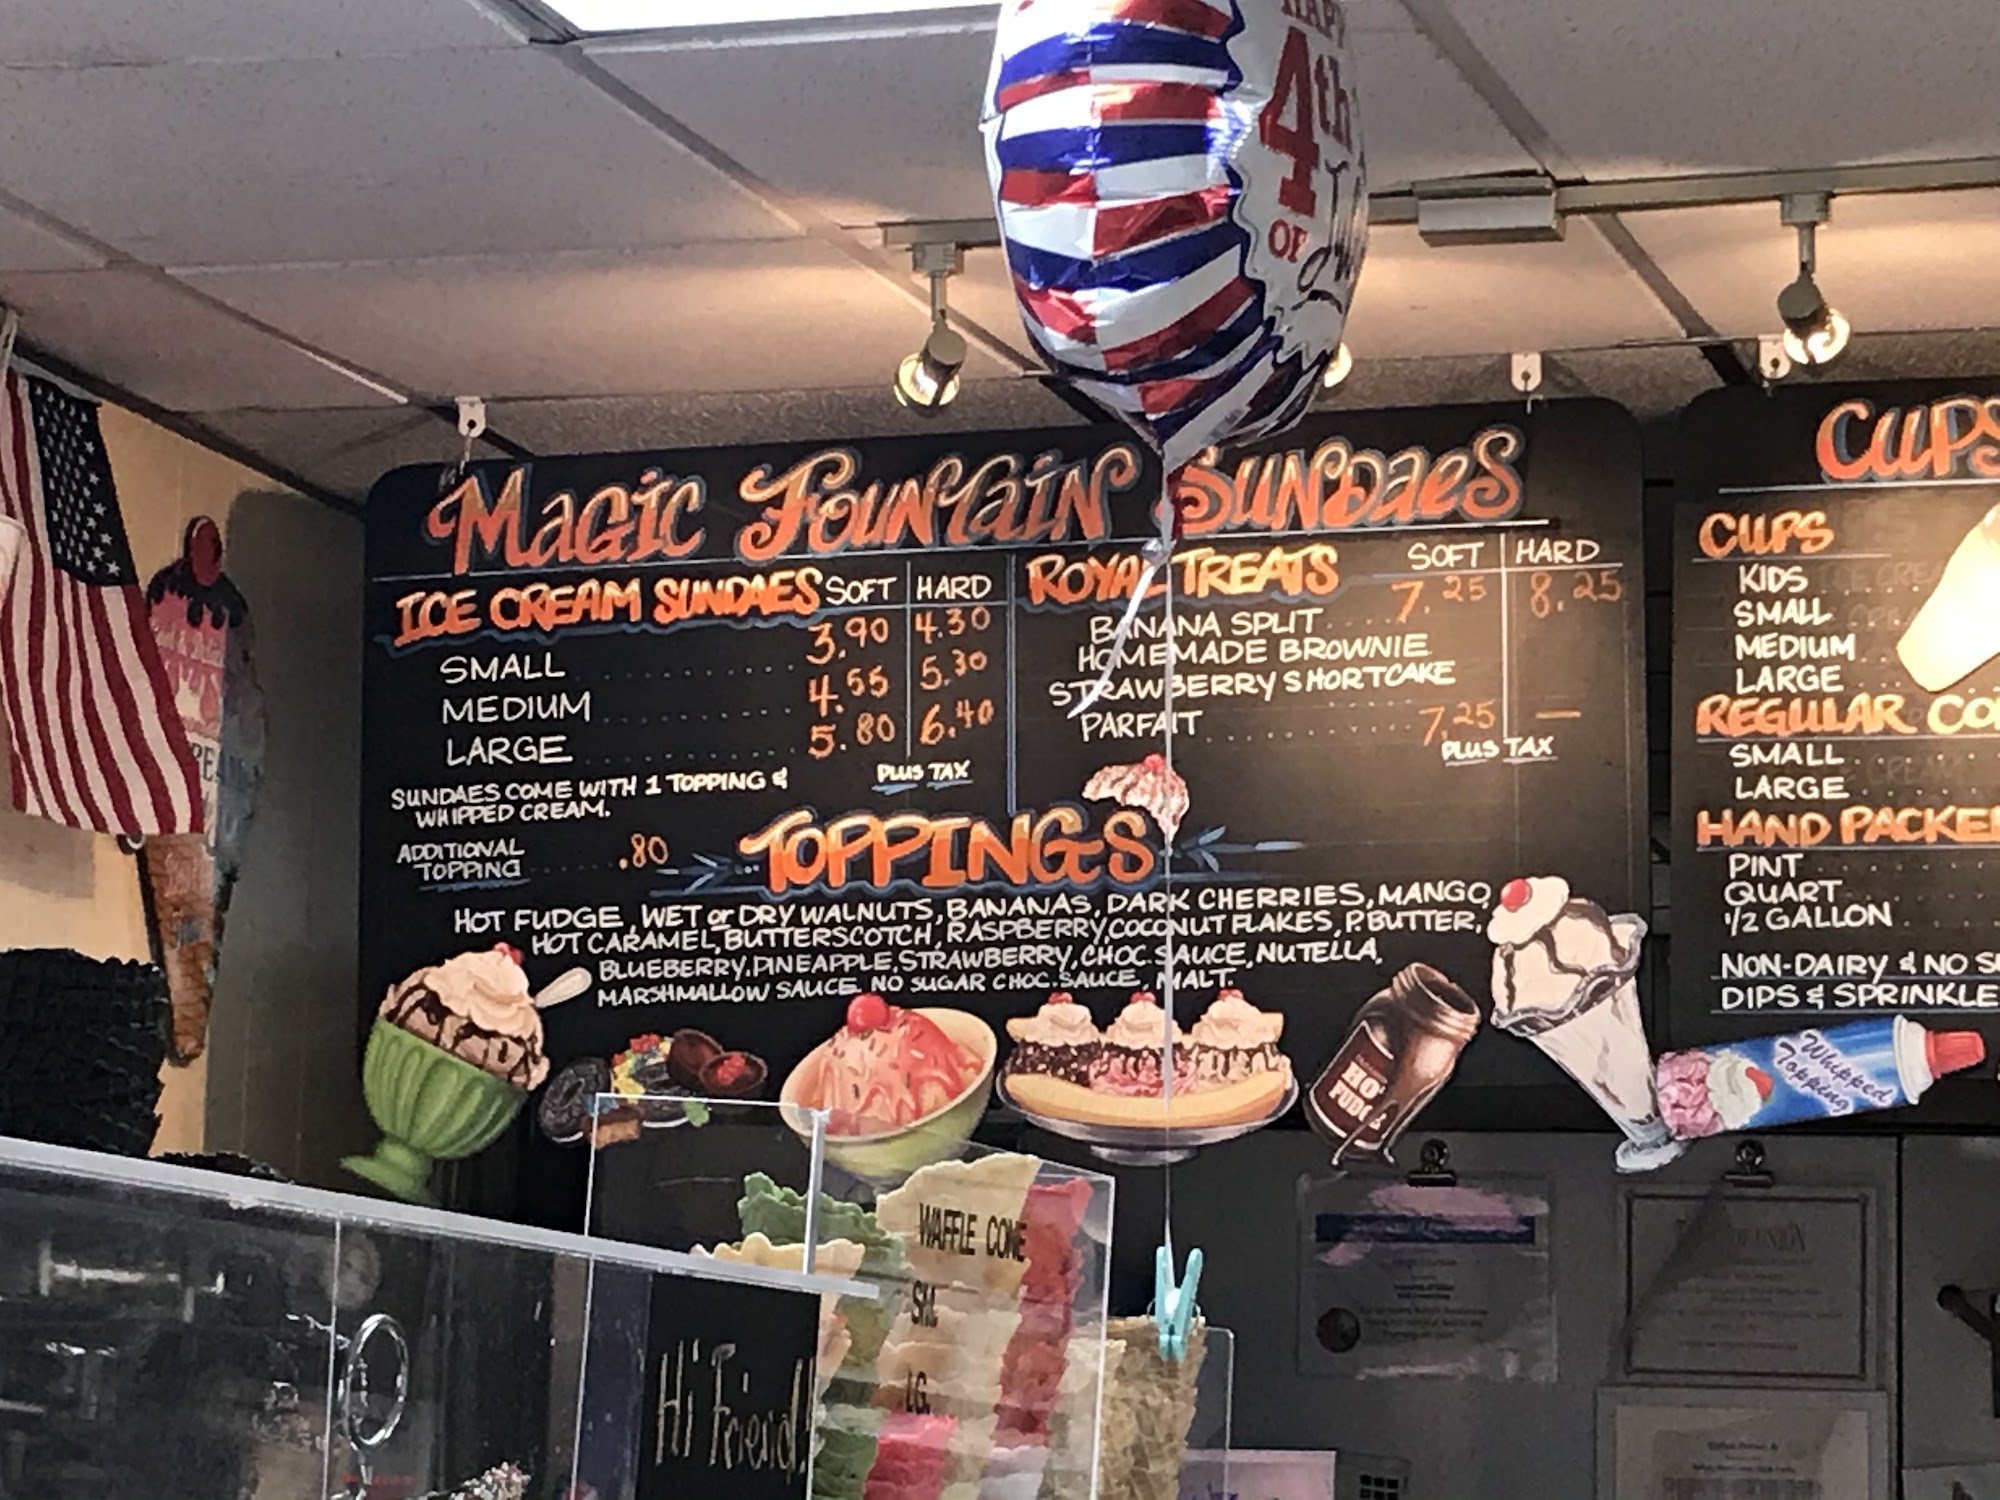 HAPPY
4th
OF
MAGIC FOUNTAIN SUNDAES
ICE CREAM SUNDAES SOFT HARD
SMALL 3.90 4.30
MEDIUM 4.55 5.30
LARGE 5.80 6.40
PLUS TAX
SUNDAES COME WITH 1 TOPPING &
WHIPPED CREAM.
ADDITIONAL
TOPPING .80
ROYAL TREATS SOFT HARD
BANANA SPLIT 7.25 8.25
HOMEMADE BROWNIE
STRAWBERRY SHORTCAKE
PARFAIT 7.25 —
PLUS TAX
TOPPINGS
HOT FUDGE, WET or DRY WALNUTS, BANANAS, DARK CHERRIES, MANGO,
HOT CARAMEL, BUTTERSCOTCH, RASPBERRY, COCONUT FLAKES, P. BUTTER,
BLUEBERRY, PINEAPPLE, STRAWBERRY, CHOC. SAUCE, NUTELLA,
MARSHMALLOW SAUCE. NO SUGAR CHOC. SAUCE, MALT.
HOT
FUDGE
Whipped
Topping
CUPS
CUPS
KIDS
SMALL
MEDIUM
LARGE
REGULAR CO
SMALL
LARGE
HAND PACKE
PINT
QUART
1/2 GALLON
NON-DAIRY & NO S
DIPS & SPRINKLE
WAFFLE CONE
SM.
LG.
Hi Friend!